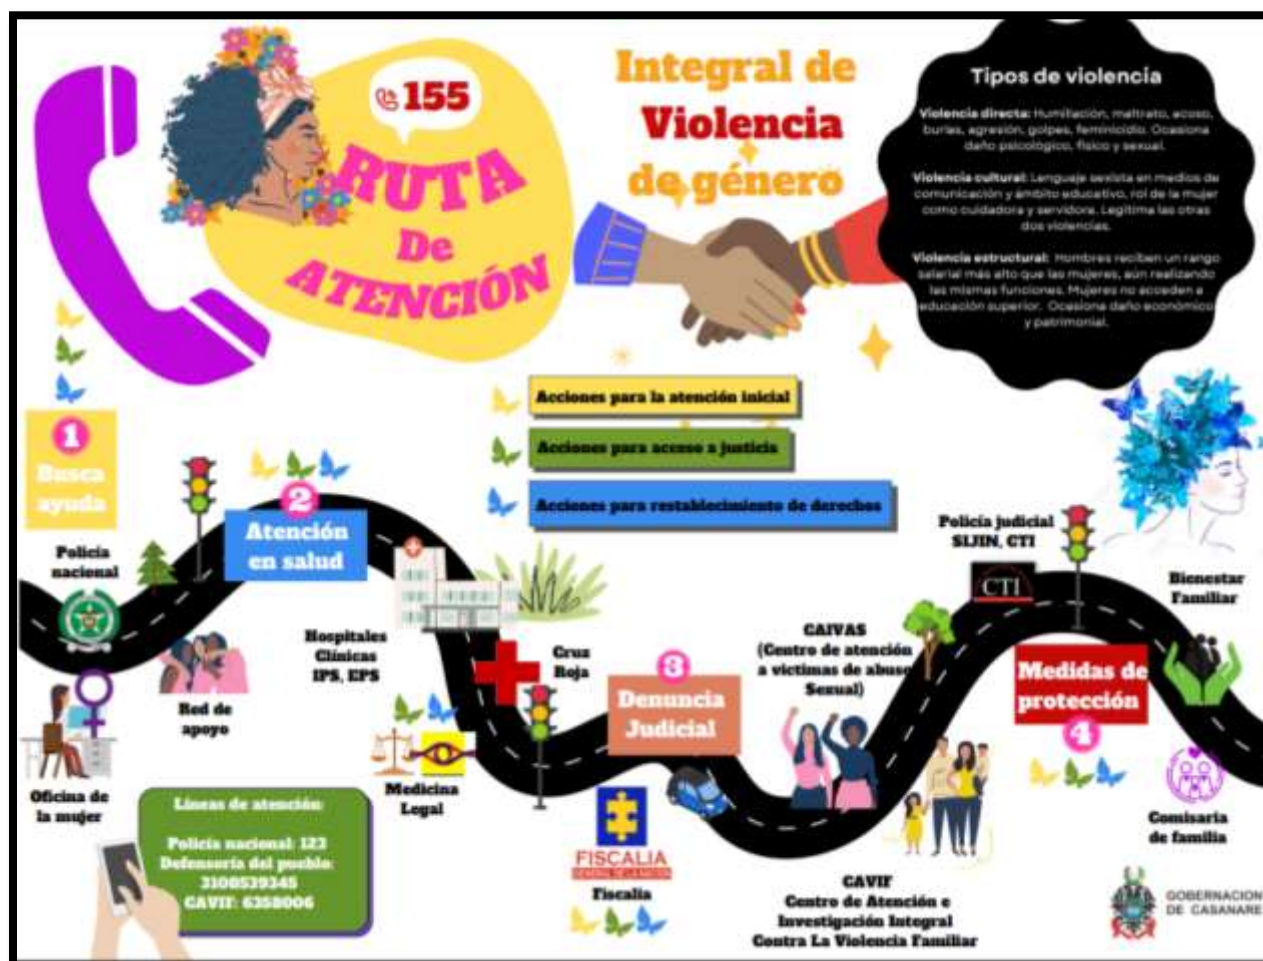 155
RUTA
De
ATENCIÓN
Integral de
Violencia
de género
Tipos de violencia
Violencia directa: Humillación, maltrato, acoso,
burlas, agresión, golpes, feminicidio. Ocasiona
daño psicológico, físico y sexual.
Violencia cultural: Lenguaje sexista en medios de
comunicación y ámbito educativo, rol de la mujer
como cuidadora y servidora. Legitima las otras
dos violencias.
Violencia estructural: Hombres reciben un rango
salarial más alto que las mujeres, aún realizando
las mismas funciones. Mujeres no acceden a
educación superior. Ocasiona daño económico
y patrimonial.
Acciones para la atención inicial
Acciones para acceso a justicia
Acciones para restablecimiento de derechos
1
Busca
ayuda
Policía
nacional
Oficina de
la mujer
Red de
apoyo
2
Atención
en salud
Hospitales
Clínicas
IPS, EPS
Cruz
Roja
Medicina
Legal
3
Denuncia
Judicial
FISCALIA
Fiscalía
CAIVAS
(Centro de atención
a victimas de abuso
Sexual)
CAVIF
Centro de Atención e
Investigación Integral
Contra La Violencia Familiar
Policía judicial
SIJIN, CTI
CTI
Medidas de
protección
4
Bienestar
Familiar
Comisaría
de familia
Líneas de atención:
Policía nacional: 123
Defensoría del pueblo:
3108539345
CAVIF: 6358006
GOBERNACION
DE CASANARE